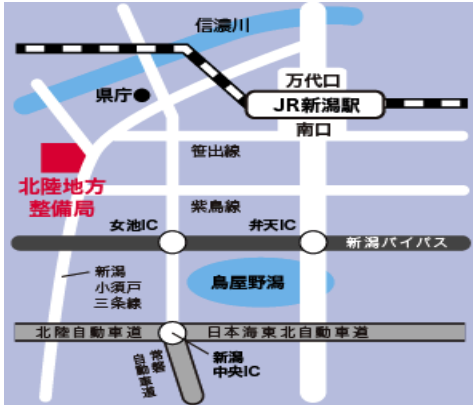 信濃川
万代口
県庁
JR新潟駅
南口
笹出線
北陸地方
整備局
紫鳥線
女池IC
弁天IC
新潟バイパス
新潟
小須戸
三条線
鳥屋野潟
北陸自動車道
日本海東北自動車道
常磐
自動車道
新潟
中央IC